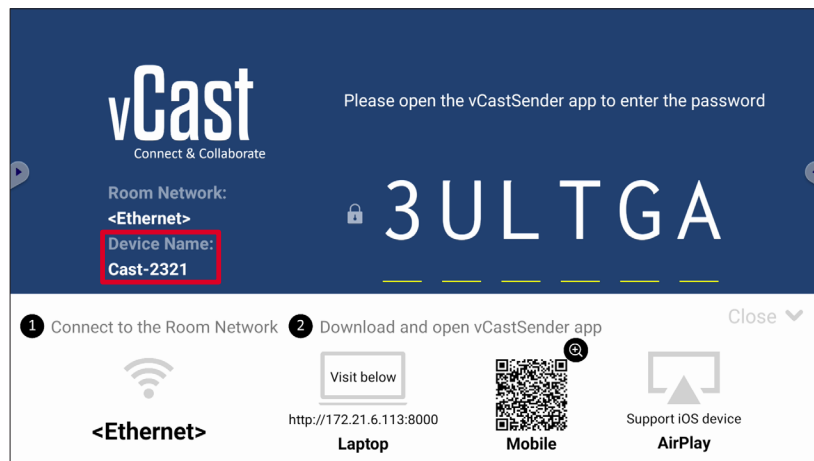 vCast
Connect & Collaborate
Please open the vCastSender app to enter the password
Room Network:
<Ethernet>
Device Name:
Cast-2321
3ULTGA
Close
1 Connect to the Room Network
2 Download and open vCastSender app
<Ethernet>
Visit below
http://172.21.6.113:8000
Laptop
Mobile
Support iOS device
AirPlay